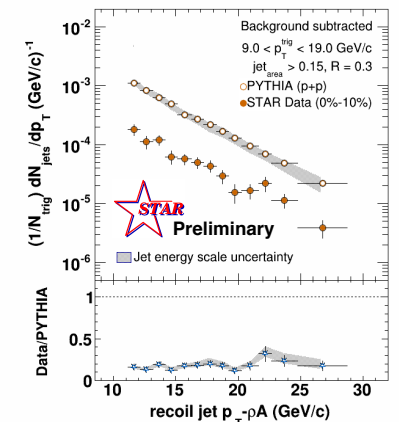 Background subtracted
9.0 < p_T^trig < 19.0 GeV/c
jet_area > 0.15, R = 0.3
PYTHIA (p+p)
STAR Data (0%-10%)
(1/N_trig) dN_jets/dp_T (GeV/c)^-1
10^-2
10^-3
10^-4
10^-5
10^-6
STAR
Preliminary
Jet energy scale uncertainty
Data/PYTHIA
1
0.5
0
10 15 20 25 30
recoil jet p_T-ρA (GeV/c)